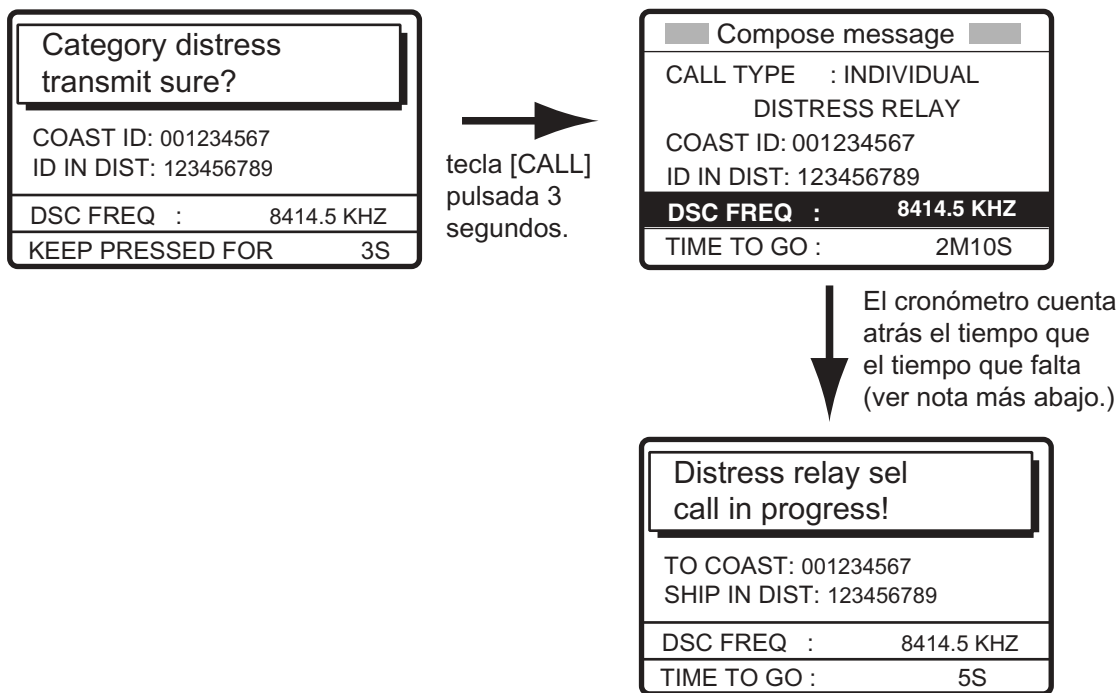 Category distress
transmit sure?
COAST ID: 001234567
ID IN DIST: 123456789
DSC FREQ : 8414.5 KHZ
KEEP PRESSED FOR 3S
tecla [CALL]
pulsada 3
segundos.
Compose message
CALL TYPE : INDIVIDUAL
DISTRESS RELAY
COAST ID: 001234567
ID IN DIST: 123456789
DSC FREQ : 8414.5 KHZ
TIME TO GO : 2M10S
El cronómetro cuenta
atrás el tiempo que
el tiempo que falta
(ver nota más abajo.)
Distress relay sel
call in progress!
TO COAST: 001234567
SHIP IN DIST: 123456789
DSC FREQ : 8414.5 KHZ
TIME TO GO : 5S